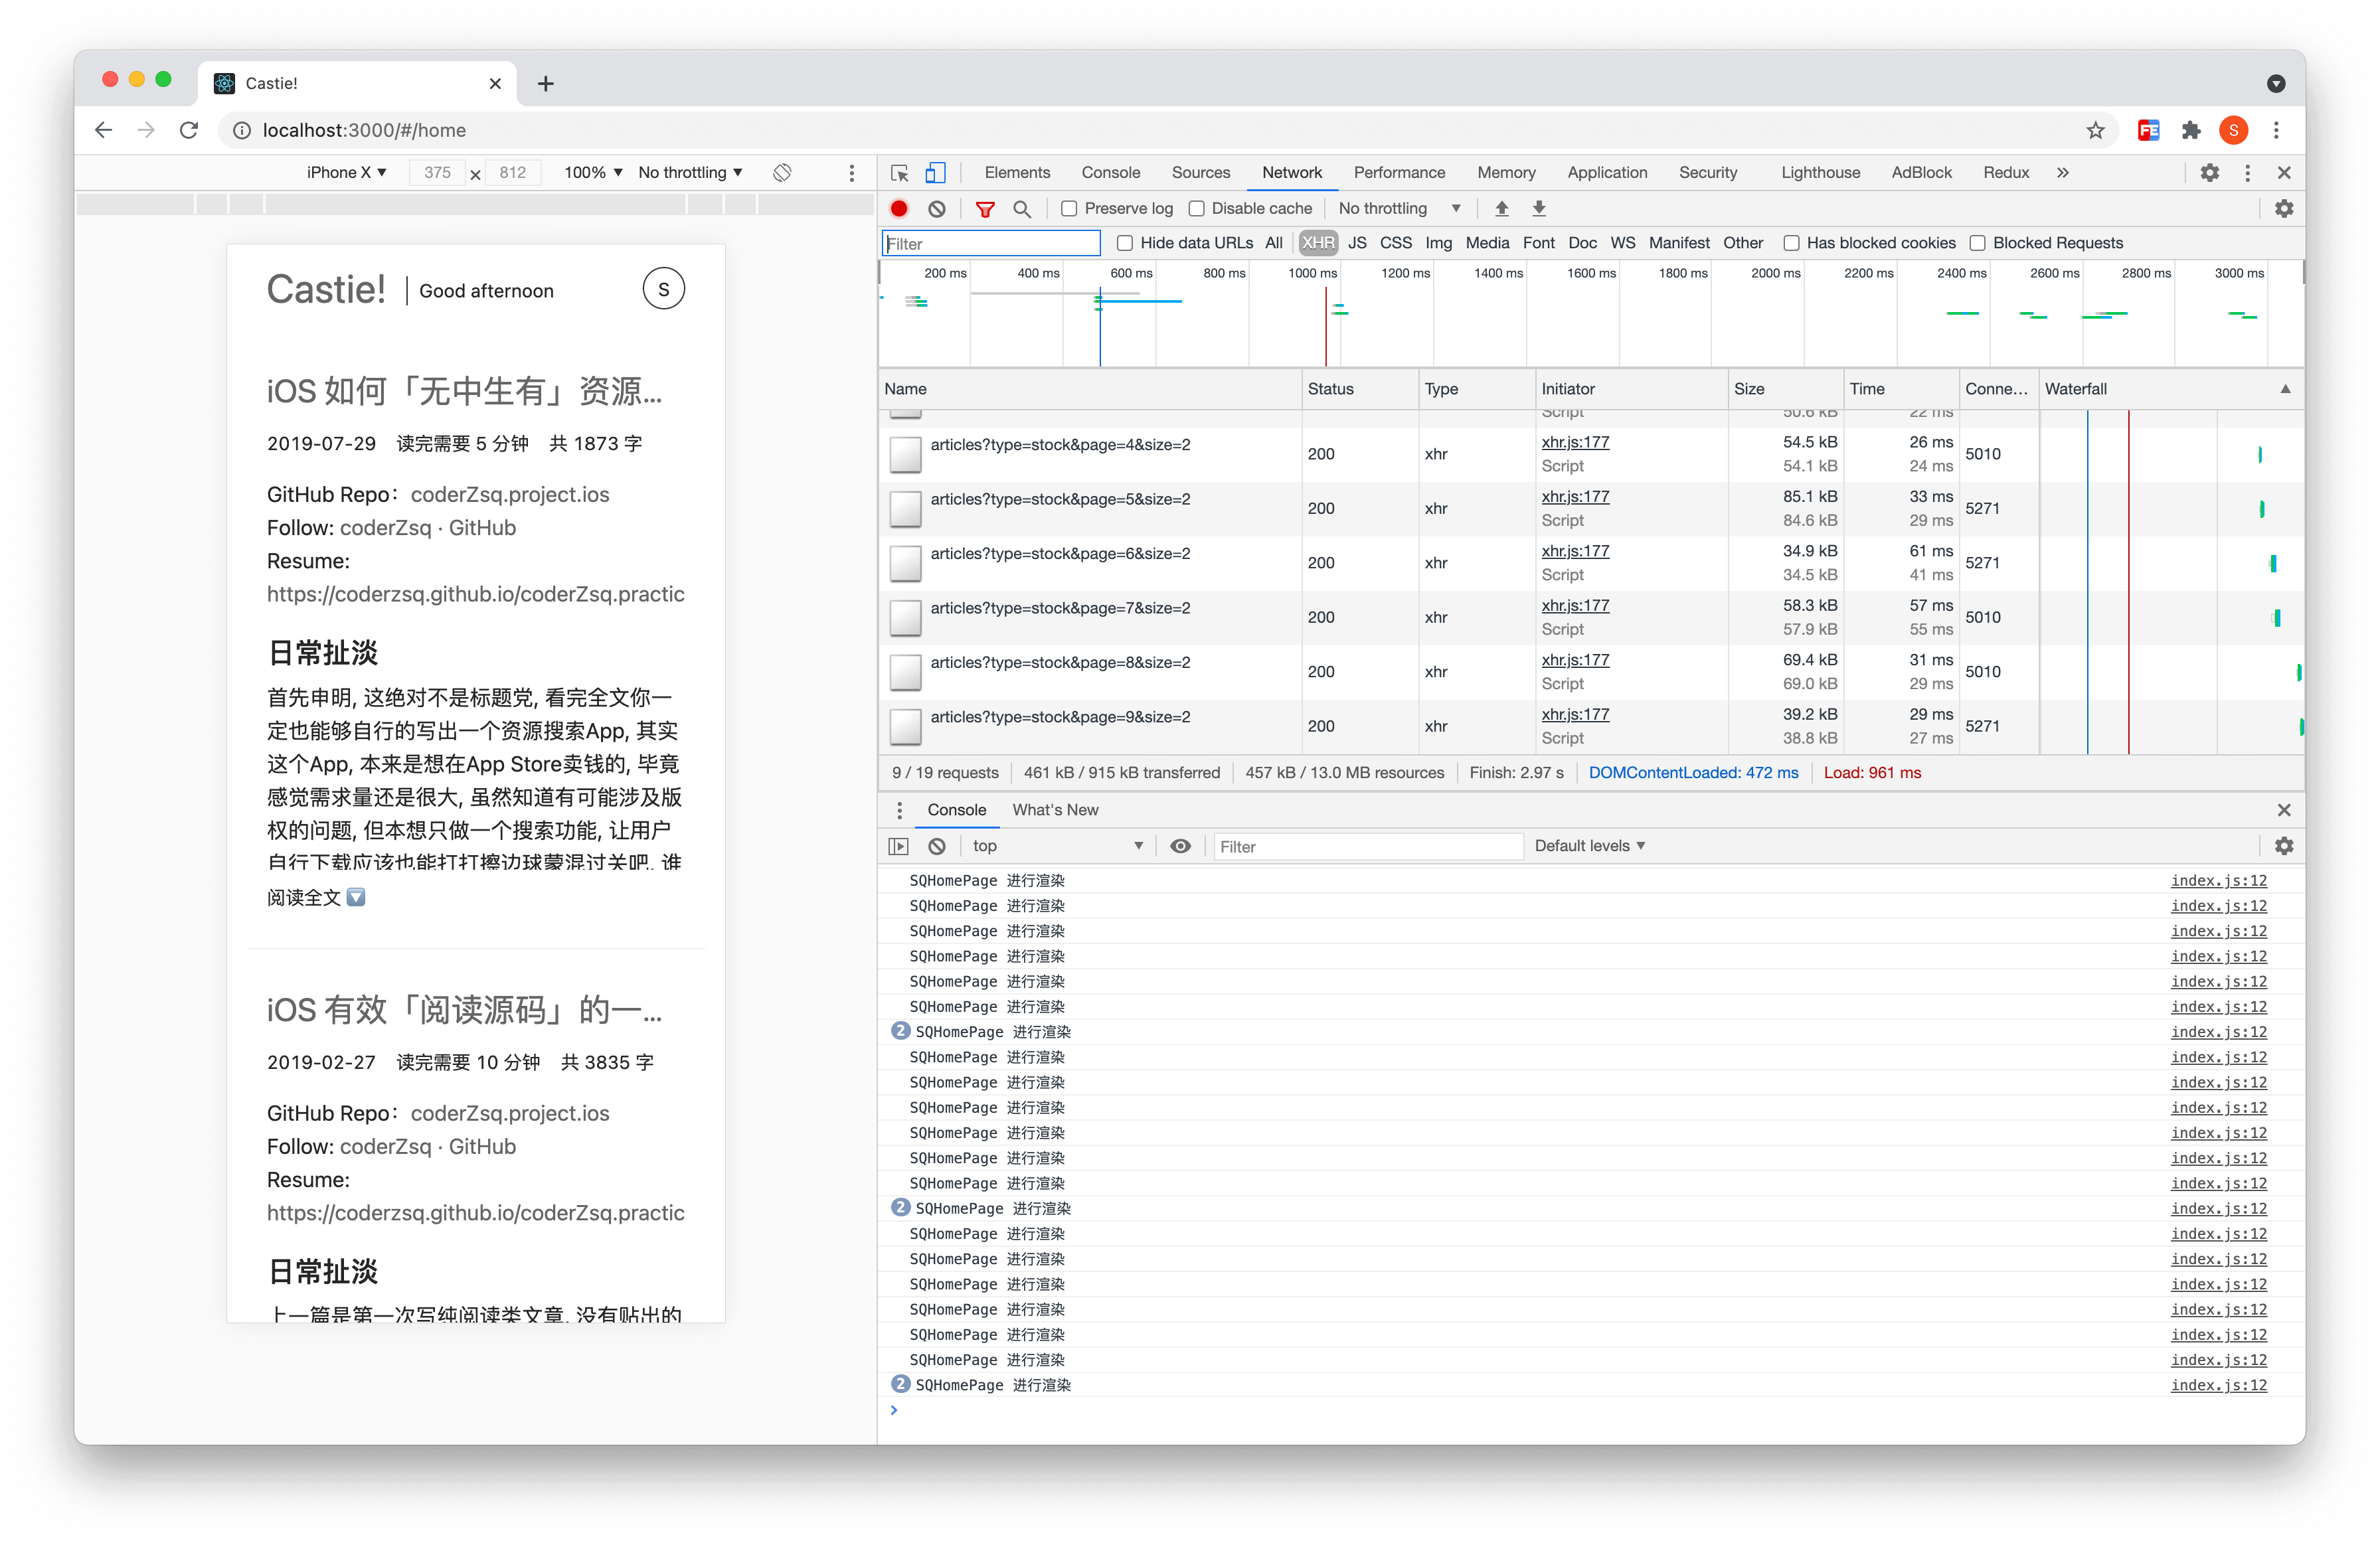 Castie!
localhost:3000/#/home
FE
S
iPhone X ▼ 375 × 812 100% ▼ No throttling ▼
Castie! Good afternoon S
iOS 如何「无中生有」资源...
2019-07-29 读完需要 5 分钟 共 1873 字
GitHub Repo： coderZsq.project.ios
Follow: coderZsq · GitHub
Resume:
https://coderzsq.github.io/coderZsq.practic
日常扯淡
首先申明, 这绝对不是标题党, 看完全文你一
定也能够自行的写出一个资源搜索App, 其实
这个App, 本来是想在App Store卖钱的, 毕竟
感觉需求量还是很大, 虽然知道有可能涉及版
权的问题, 但本想只做一个搜索功能, 让用户
自行下载应该也能打打擦边球蒙混过关吧, 谁
阅读全文
iOS 有效「阅读源码」的一...
2019-02-27 读完需要 10 分钟 共 3835 字
GitHub Repo： coderZsq.project.ios
Follow: coderZsq · GitHub
Resume:
https://coderzsq.github.io/coderZsq.practic
日常扯淡
上一篇是第一次写纯阅读类文章, 没有贴出的
Elements Console Sources Network Performance Memory Application Security Lighthouse AdBlock Redux »
Preserve log Disable cache No throttling ▼
Filter Hide data URLs All XHR JS CSS Img Media Font Doc WS Manifest Other Has blocked cookies Blocked Requests
200 ms 400 ms 600 ms 800 ms 1000 ms 1200 ms 1400 ms 1600 ms 1800 ms 2000 ms 2200 ms 2400 ms 2600 ms 2800 ms 3000 ms
Name Status Type Initiator Size Time Conne... Waterfall ▲
Script 50.6 kB 22 ms
articles?type=stock&page=4&size=2 200 xhr xhr.js:177 54.5 kB 26 ms 5010
Script 54.1 kB 24 ms
articles?type=stock&page=5&size=2 200 xhr xhr.js:177 85.1 kB 33 ms 5271
Script 84.6 kB 29 ms
articles?type=stock&page=6&size=2 200 xhr xhr.js:177 34.9 kB 61 ms 5271
Script 34.5 kB 41 ms
articles?type=stock&page=7&size=2 200 xhr xhr.js:177 58.3 kB 57 ms 5010
Script 57.9 kB 55 ms
articles?type=stock&page=8&size=2 200 xhr xhr.js:177 69.4 kB 31 ms 5010
Script 69.0 kB 29 ms
articles?type=stock&page=9&size=2 200 xhr xhr.js:177 39.2 kB 29 ms 5271
Script 38.8 kB 27 ms
9 / 19 requests 461 kB / 915 kB transferred 457 kB / 13.0 MB resources Finish: 2.97 s DOMContentLoaded: 472 ms Load: 961 ms
Console What's New
top ▼ Filter Default levels ▼
SQHomePage 进行渲染 index.js:12
SQHomePage 进行渲染 index.js:12
SQHomePage 进行渲染 index.js:12
SQHomePage 进行渲染 index.js:12
SQHomePage 进行渲染 index.js:12
SQHomePage 进行渲染 index.js:12
2 SQHomePage 进行渲染 index.js:12
SQHomePage 进行渲染 index.js:12
SQHomePage 进行渲染 index.js:12
SQHomePage 进行渲染 index.js:12
SQHomePage 进行渲染 index.js:12
SQHomePage 进行渲染 index.js:12
SQHomePage 进行渲染 index.js:12
2 SQHomePage 进行渲染 index.js:12
SQHomePage 进行渲染 index.js:12
SQHomePage 进行渲染 index.js:12
SQHomePage 进行渲染 index.js:12
SQHomePage 进行渲染 index.js:12
SQHomePage 进行渲染 index.js:12
SQHomePage 进行渲染 index.js:12
2 SQHomePage 进行渲染 index.js:12